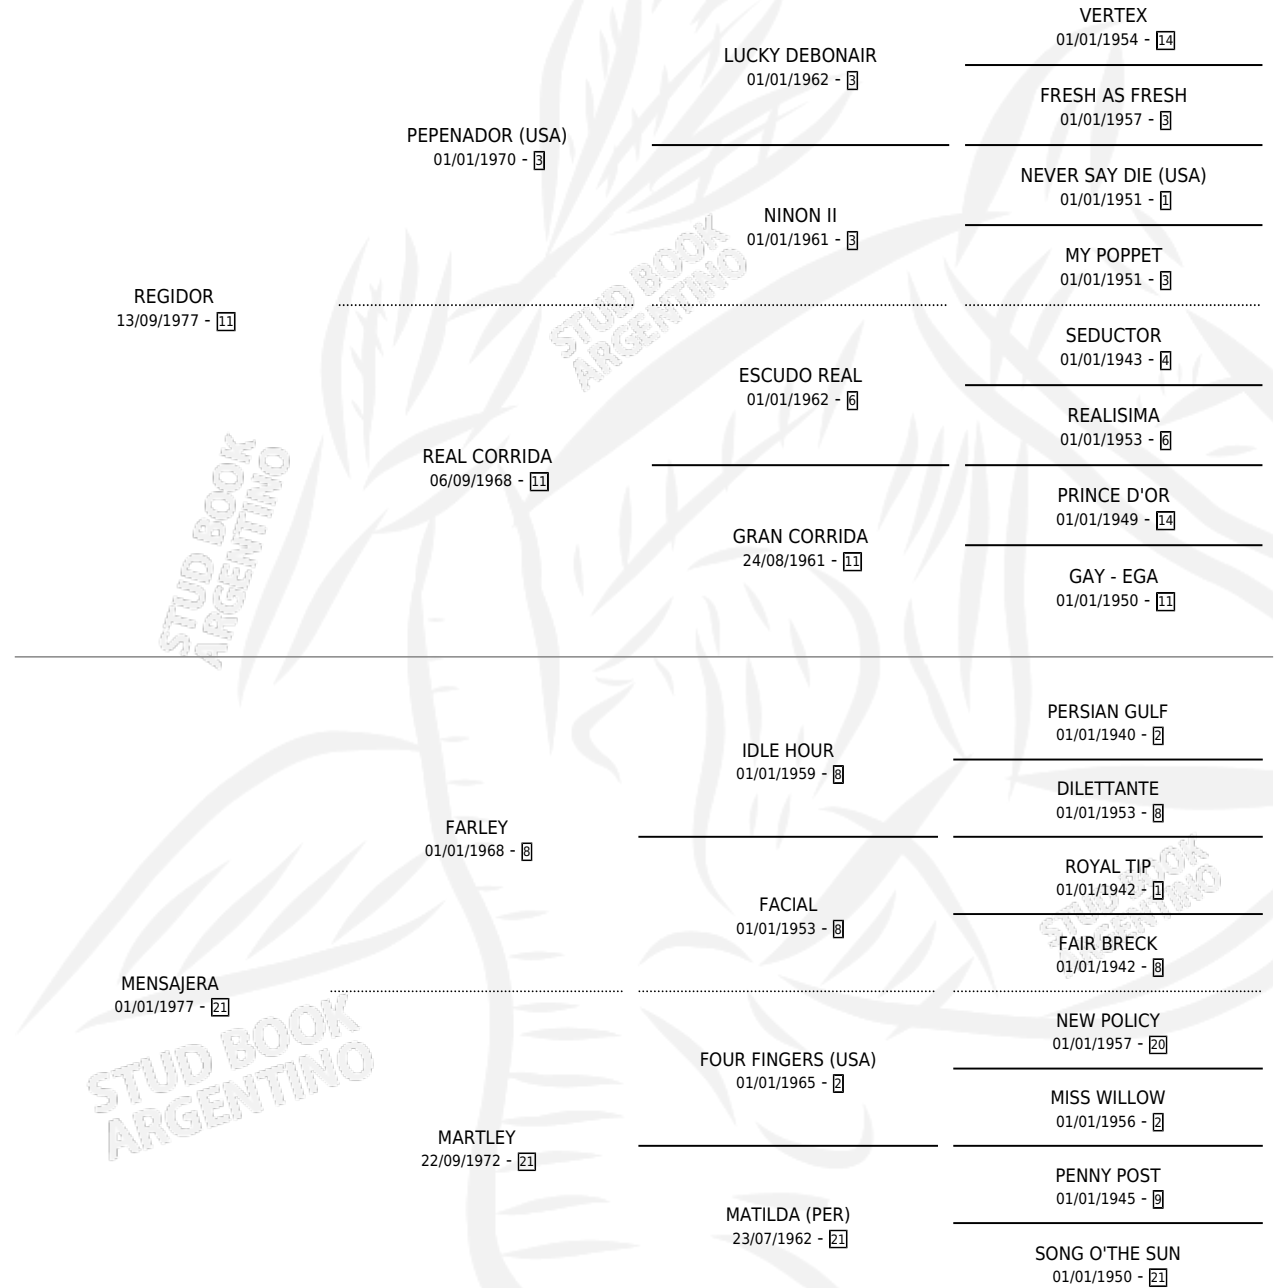 VERTEX
01/01/1954 - 14
LUCKY DEBONAIR
01/01/1962 - 3
FRESH AS FRESH
01/01/1957 - 3
PEPENADOR (USA)
01/01/1970 - 3
NEVER SAY DIE (USA)
01/01/1951 - 1
NINON II
01/01/1961 - 3
MY POPPET
01/01/1951 - 3
REGIDOR
13/09/1977 - 11
STUD BOOK
ARGENTINO
SEDUCTOR
01/01/1943 - 4
ESCUDO REAL
01/01/1962 - 6
REALISIMA
01/01/1953 - 6
REAL CORRIDA
06/09/1968 - 11
PRINCE D'OR
01/01/1949 - 14
GRAN CORRIDA
24/08/1961 - 11
GAY - EGA
01/01/1950 - 11
STUD BOOK
ARGENTINO
PERSIAN GULF
01/01/1940 - 2
IDLE HOUR
01/01/1959 - 8
DILETTANTE
01/01/1953 - 8
FARLEY
01/01/1968 - 8
ROYAL TIP
01/01/1942 - 1
FACIAL
01/01/1953 - 8
FAIR BRECK
01/01/1942 - 8
STUD BOOK
ARGENTINO
MENSAJERA
01/01/1977 - 21
NEW POLICY
01/01/1957 - 20
FOUR FINGERS (USA)
01/01/1965 - 2
MISS WILLOW
01/01/1956 - 2
STUD BOOK
ARGENTINO
MARTLEY
22/09/1972 - 21
PENNY POST
01/01/1945 - 9
MATILDA (PER)
23/07/1962 - 21
SONG O'THE SUN
01/01/1950 - 21